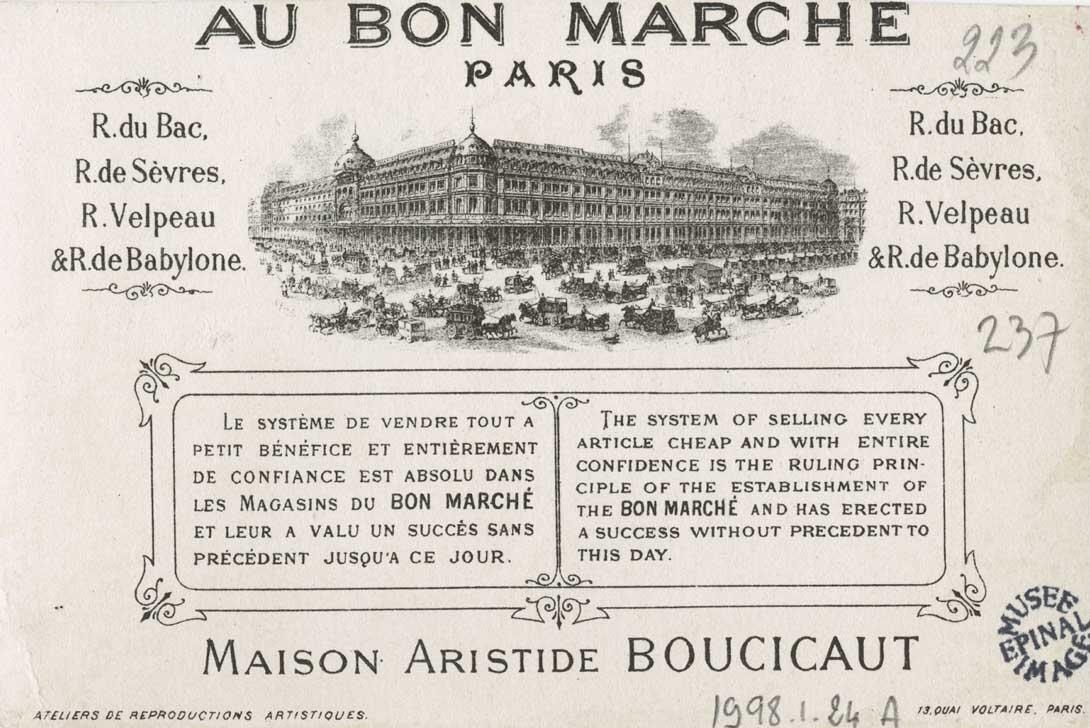 AU BON MARCHÉ
PARIS
223
R. du Bac,
R. de Sèvres,
R. Velpeau
& R. de Babylone.
R. du Bac,
R. de Sèvres,
R. Velpeau
& R. de Babylone.
237
LE SYSTÈME DE VENDRE TOUT A
PETIT BÉNÉFICE ET ENTIÈREMENT
DE CONFIANCE EST ABSOLU DANS
LES MAGASINS DU BON MARCHÉ
ET LEUR A VALU UN SUCCÉS SANS
PRÉCÉDENT JUSQU'A CE JOUR.
THE SYSTEM OF SELLING EVERY
ARTICLE CHEAP AND WITH ENTIRE
CONFIDENCE IS THE RULING PRIN-
CIPLE OF THE ESTABLISHMENT OF
THE BON MARCHÉ AND HAS ERECTED
A SUCCESS WITHOUT PRECEDENT TO
THIS DAY.
MUSEE
EPINAL
IMAGE
MAISON ARISTIDE BOUCICAUT
ATELIERS DE REPRODUCTIONS ARTISTIQUES.
1998.1.24 A
13, QUAI VOLTAIRE, PARIS.